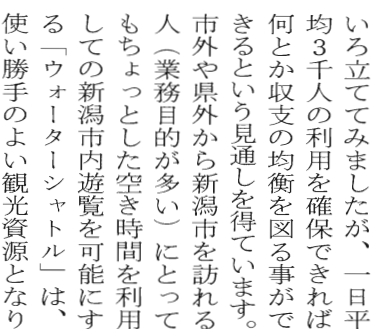 いろ立ててみましたが、一日平
均3千人の利用を確保できれば
何とか収支の均衡を図る事がで
きるという見通しを得ています。
市外や県外から新潟市を訪れる
人（業務目的が多い）にとって
もちょっとした空き時間を利用
しての新潟市内遊覧を可能にす
る「ウォーターシャトル」は、
使い勝手のよい観光資源となり